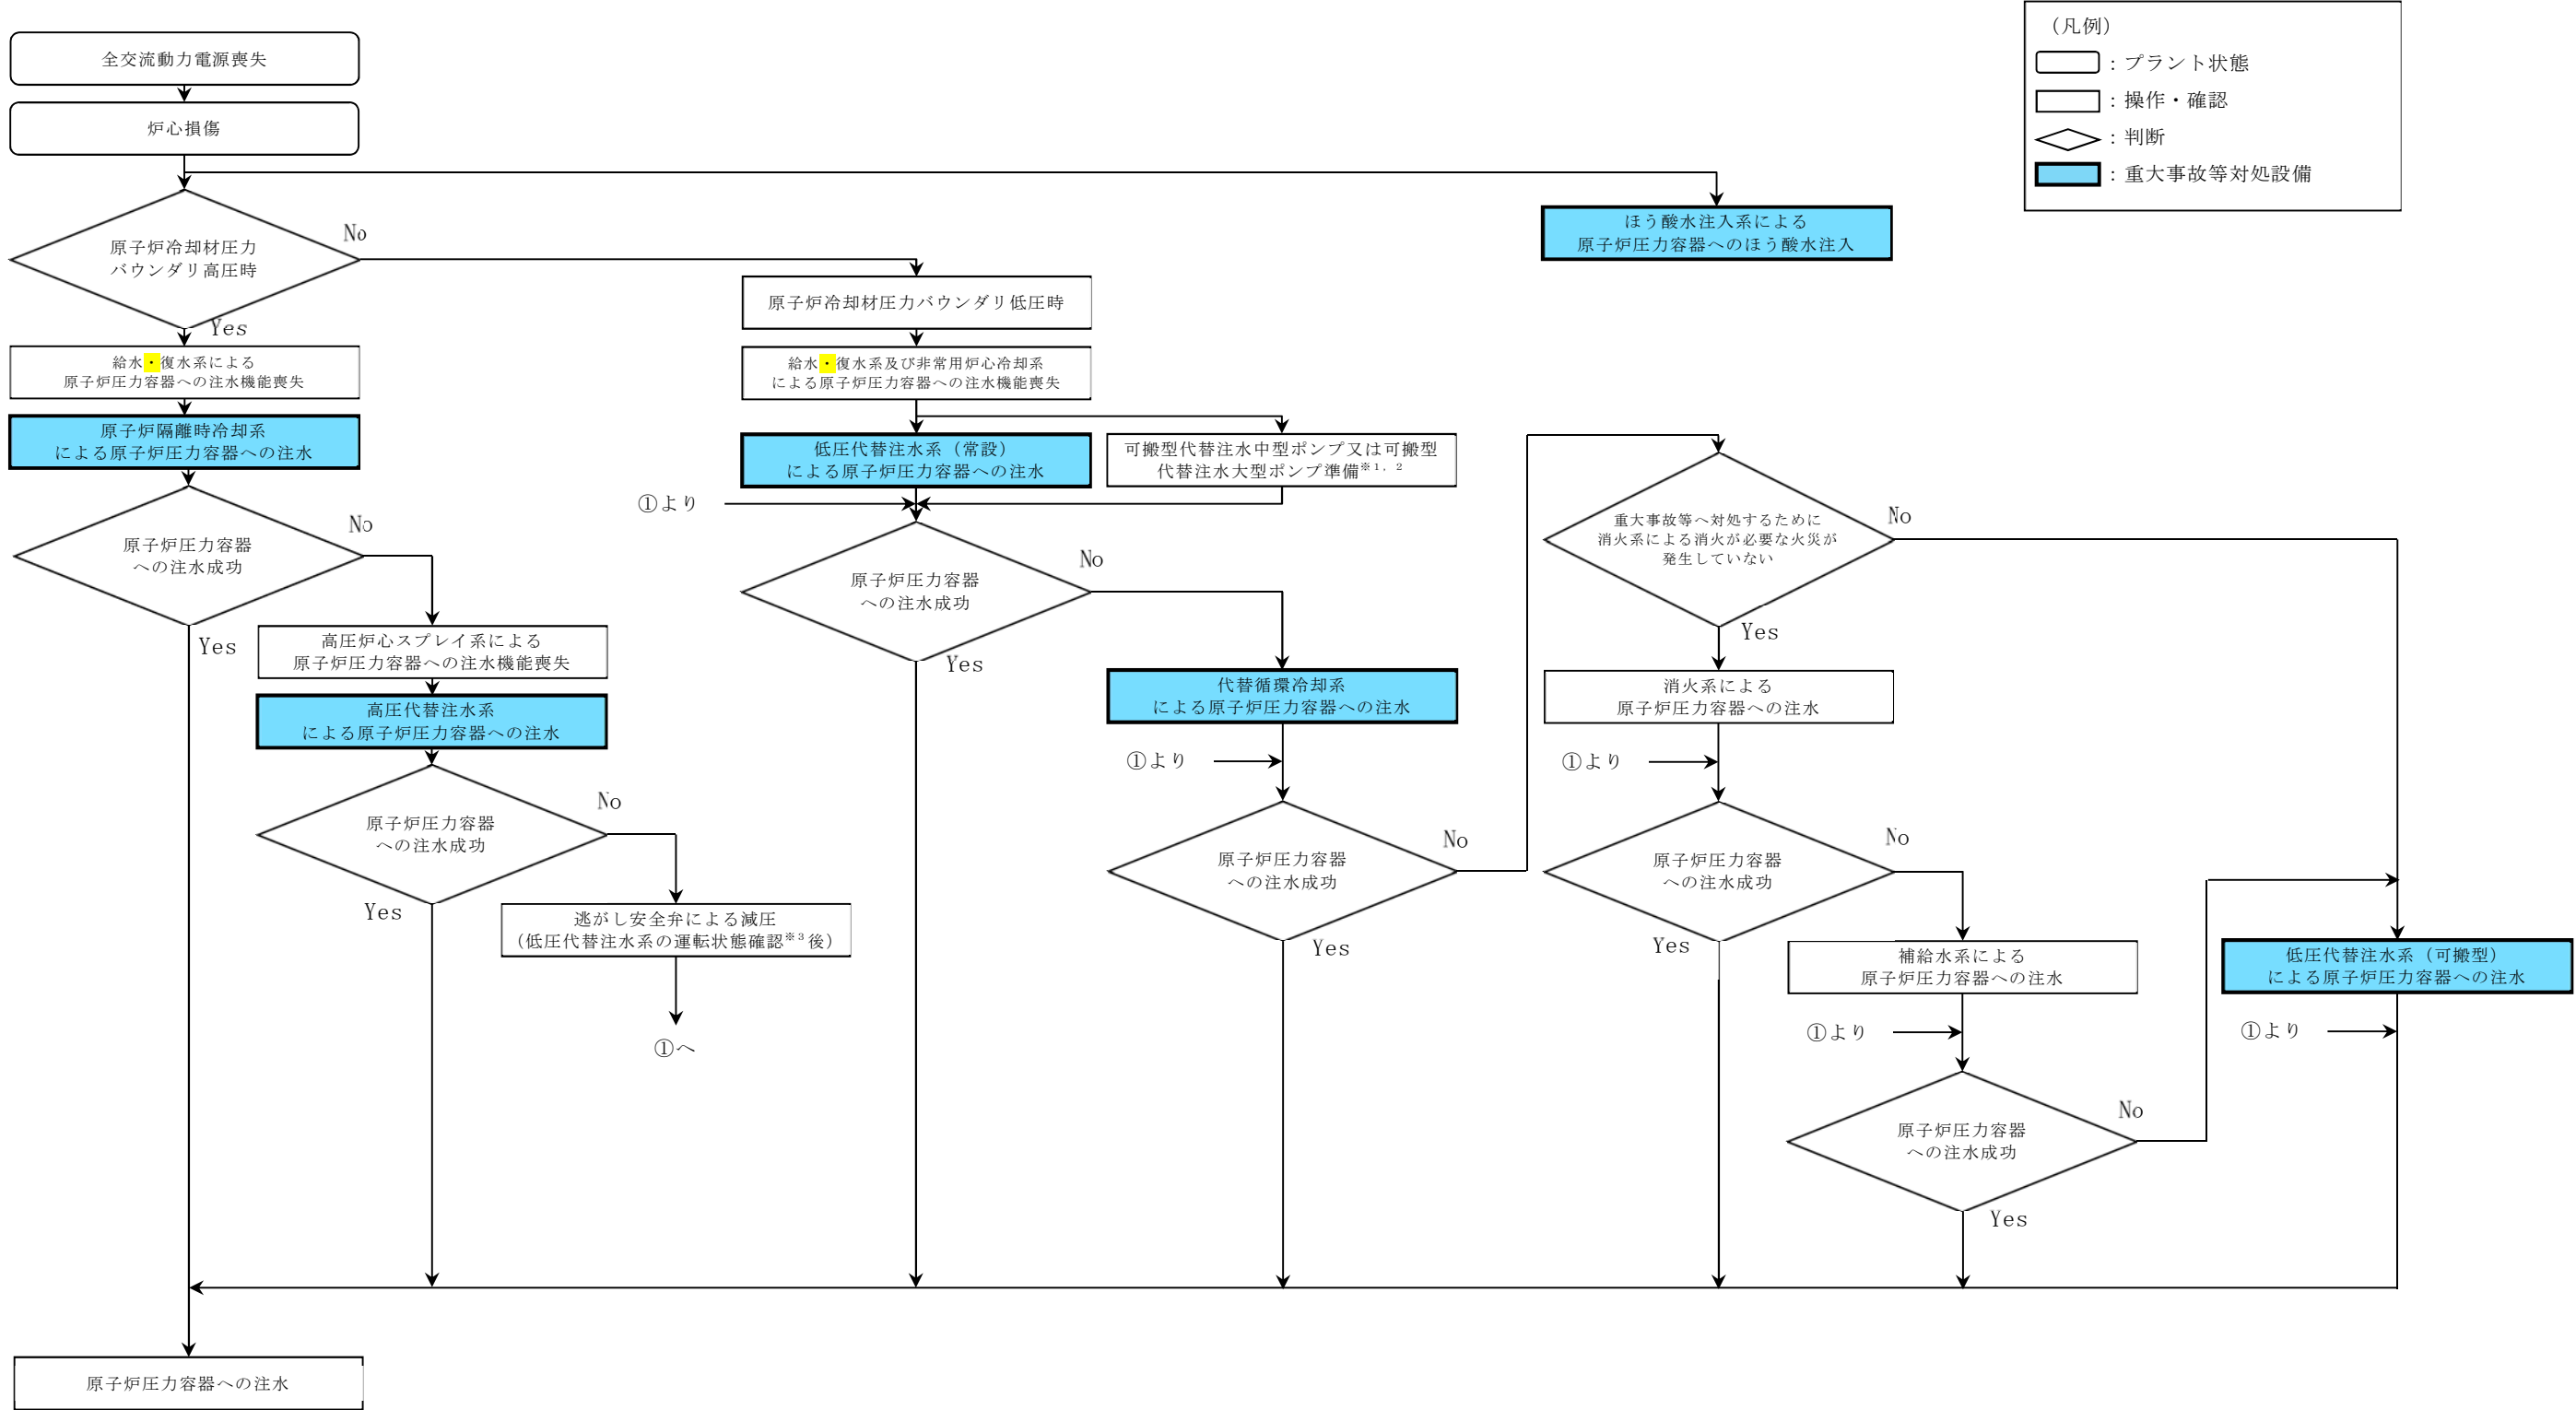 (凡例)
：プラント状態
：操作・確認
：判断
：重大事故等対処設備
全交流動力電源喪失
炉心損傷
原子炉冷却材圧力
バウンダリ高圧時
No
Yes
ほう酸水注入系による
原子炉圧力容器へのほう酸水注入
給水・復水系による
原子炉圧力容器への注水機能喪失
原子炉隔離時冷却系
による原子炉圧力容器への注水
原子炉圧力容器
への注水成功
No
Yes
高圧炉心スプレイ系による
原子炉圧力容器への注水機能喪失
高圧代替注水系
による原子炉圧力容器への注水
原子炉圧力容器
への注水成功
No
Yes
逃がし安全弁による減圧
（低圧代替注水系の運転状態確認※3後）
①へ
原子炉冷却材圧力バウンダリ低圧時
給水・復水系及び非常用炉心冷却系
による原子炉圧力容器への注水機能喪失
低圧代替注水系（常設）
による原子炉圧力容器への注水
可搬型代替注水中型ポンプ又は可搬型
代替注水大型ポンプ準備※1，2
①より
原子炉圧力容器
への注水成功
No
Yes
代替循環冷却系
による原子炉圧力容器への注水
①より
原子炉圧力容器
への注水成功
No
Yes
重大事故等へ対処するために
消火系による消火が必要な火災が
発生していない
No
Yes
消火系による
原子炉圧力容器への注水
①より
原子炉圧力容器
への注水成功
No
Yes
補給水系による
原子炉圧力容器への注水
①より
原子炉圧力容器
への注水成功
No
Yes
低圧代替注水系（可搬型）
による原子炉圧力容器への注水
①より
原子炉圧力容器への注水